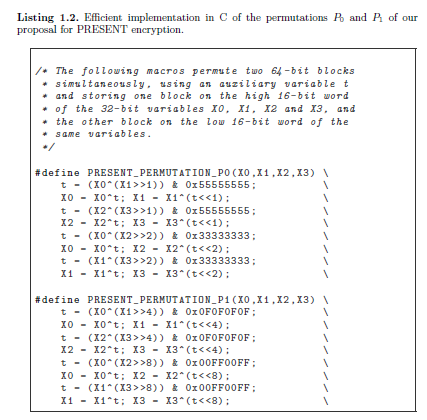 Listing 1.2. Efficient implementation in C of the permutations P0 and P1 of our
proposal for PRESENT encryption.
/* The following macros permute two 64-bit blocks
* simultaneously, using an auxiliary variable t
* and storing one block on the high 16-bit word
* of the 32-bit variables X0, X1, X2 and X3, and
* the other block on the low 16-bit word of the
* same variables.
*/
#define PRESENT_PERMUTATION_P0(X0,X1,X2,X3) \
t = (X0^(X1>>1)) & 0x55555555; \
X0 = X0^t; X1 = X1^(t<<1); \
t = (X2^(X3>>1)) & 0x55555555; \
X2 = X2^t; X3 = X3^(t<<1); \
t = (X0^(X2>>2)) & 0x33333333; \
X0 = X0^t; X2 = X2^(t<<2); \
t = (X1^(X3>>2)) & 0x33333333; \
X1 = X1^t; X3 = X3^(t<<2); \
#define PRESENT_PERMUTATION_P1(X0,X1,X2,X3) \
t = (X0^(X1>>4)) & 0x0F0F0F0F; \
X0 = X0^t; X1 = X1^(t<<4); \
t = (X2^(X3>>4)) & 0x0F0F0F0F; \
X2 = X2^t; X3 = X3^(t<<4); \
t = (X0^(X2>>8)) & 0x00FF00FF; \
X0 = X0^t; X2 = X2^(t<<8); \
t = (X1^(X3>>8)) & 0x00FF00FF; \
X1 = X1^t; X3 = X3^(t<<8); \